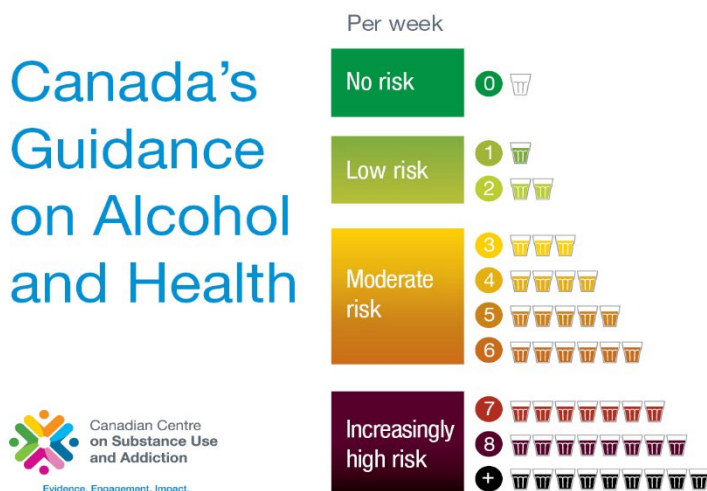 Canada's
Guidance
on Alcohol
and Health
Per week
No risk
0
Low risk
1
2
Moderate
risk
3
4
5
6
Increasingly
high risk
7
8
+
Canadian Centre
on Substance Use
and Addiction
Evidence. Engagement. Impact.